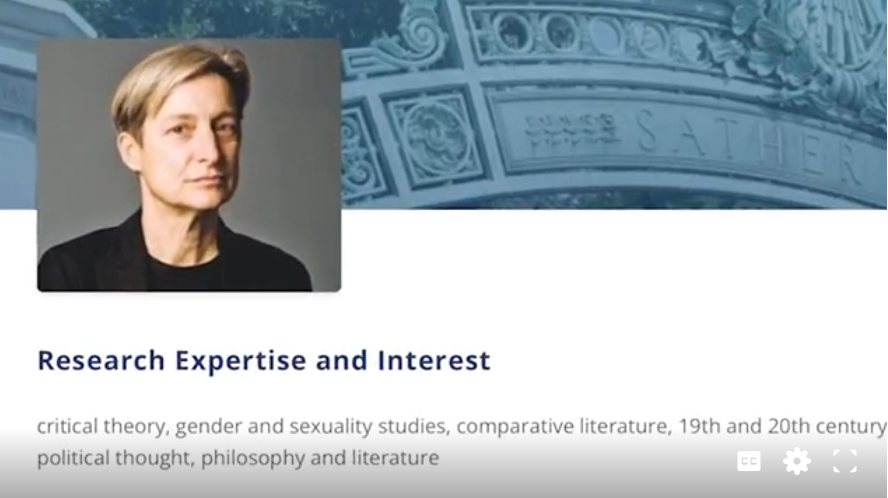 SATHER
Research Expertise and Interest
critical theory, gender and sexuality studies, comparative literature, 19th and 20th century
political thought, philosophy and literature
CC